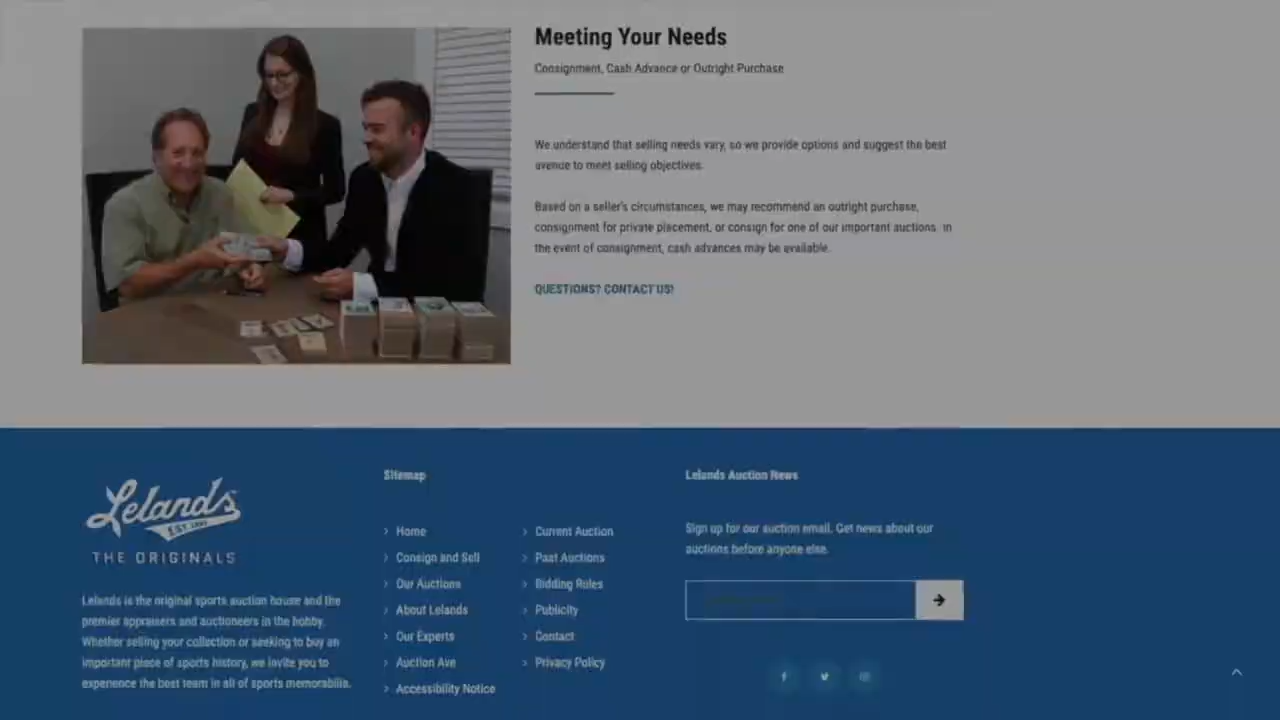 Meeting Your Needs
Consignment, Cash Advance or Outright Purchase
We understand that selling needs vary, so we provide options and suggest the best
avenue to meet selling objectives.
Based on a seller's circumstances, we may recommend an outright purchase,
consignment for private placement, or consign for one of our important auctions. In
the event of consignment, cash advances may be available.
QUESTIONS? CONTACT US!
Lelands
THE ORIGINALS
Lelands is the original sports auction house and the
premier appraisers and auctioneers in the hobby.
Whether selling your collection or seeking to buy an
important piece of sports history, we invite you to
experience the best team in all of sports memorabilia.
Sitemap
Home
Consign and Sell
Our Auctions
About Lelands
Our Experts
Auction Ave
Accessibility Notice
Current Auction
Past Auctions
Bidding Rules
Publicity
Contact
Privacy Policy
Lelands Auction News
Sign up for our auction email. Get news about our
auctions before anyone else.